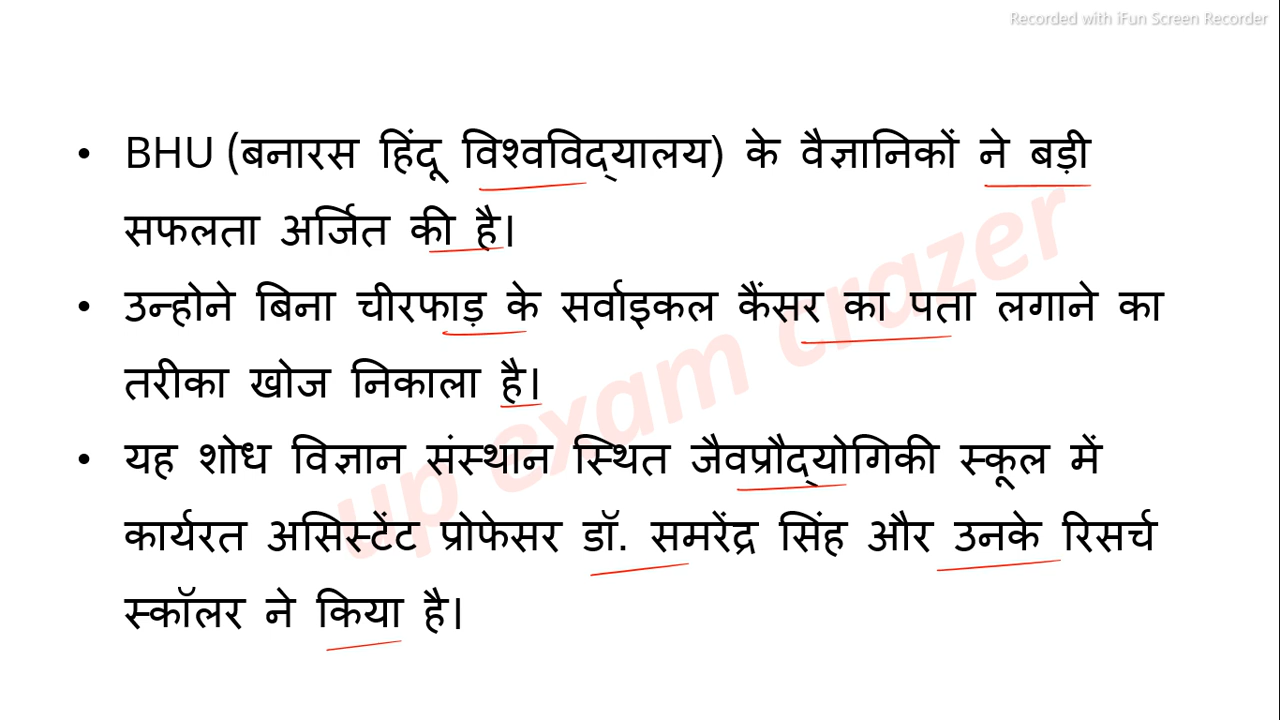 Recorded with iFun Screen Recorder
• BHU (बनारस हिंदू विश्वविद्यालय) के वैज्ञानिकों ने बड़ी
सफलता अर्जित की है।
• उन्होने बिना चीरफाड़ के सर्वाइकल कैंसर का पता लगाने का
तरीका खोज निकाला है।
• यह शोध विज्ञान संस्थान स्थित जैवप्रौद्योगिकी स्कूल में
कार्यरत असिस्टेंट प्रोफेसर डॉ. समरेंद्र सिंह और उनके रिसर्च
स्कॉलर ने किया है।
up exam crazer